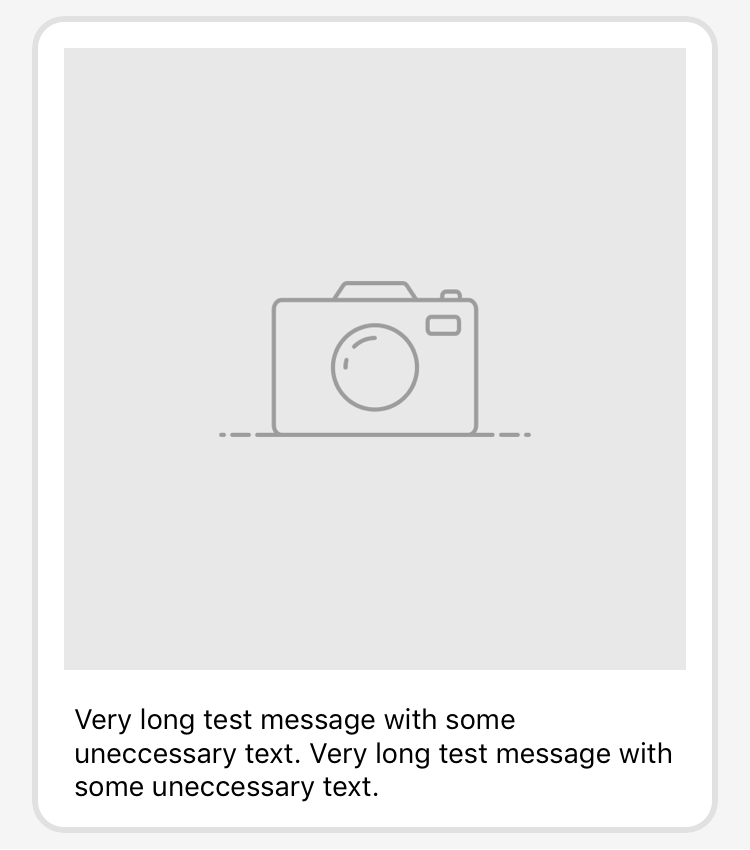 Very long test message with some
uneccessary text. Very long test message with
some uneccessary text.